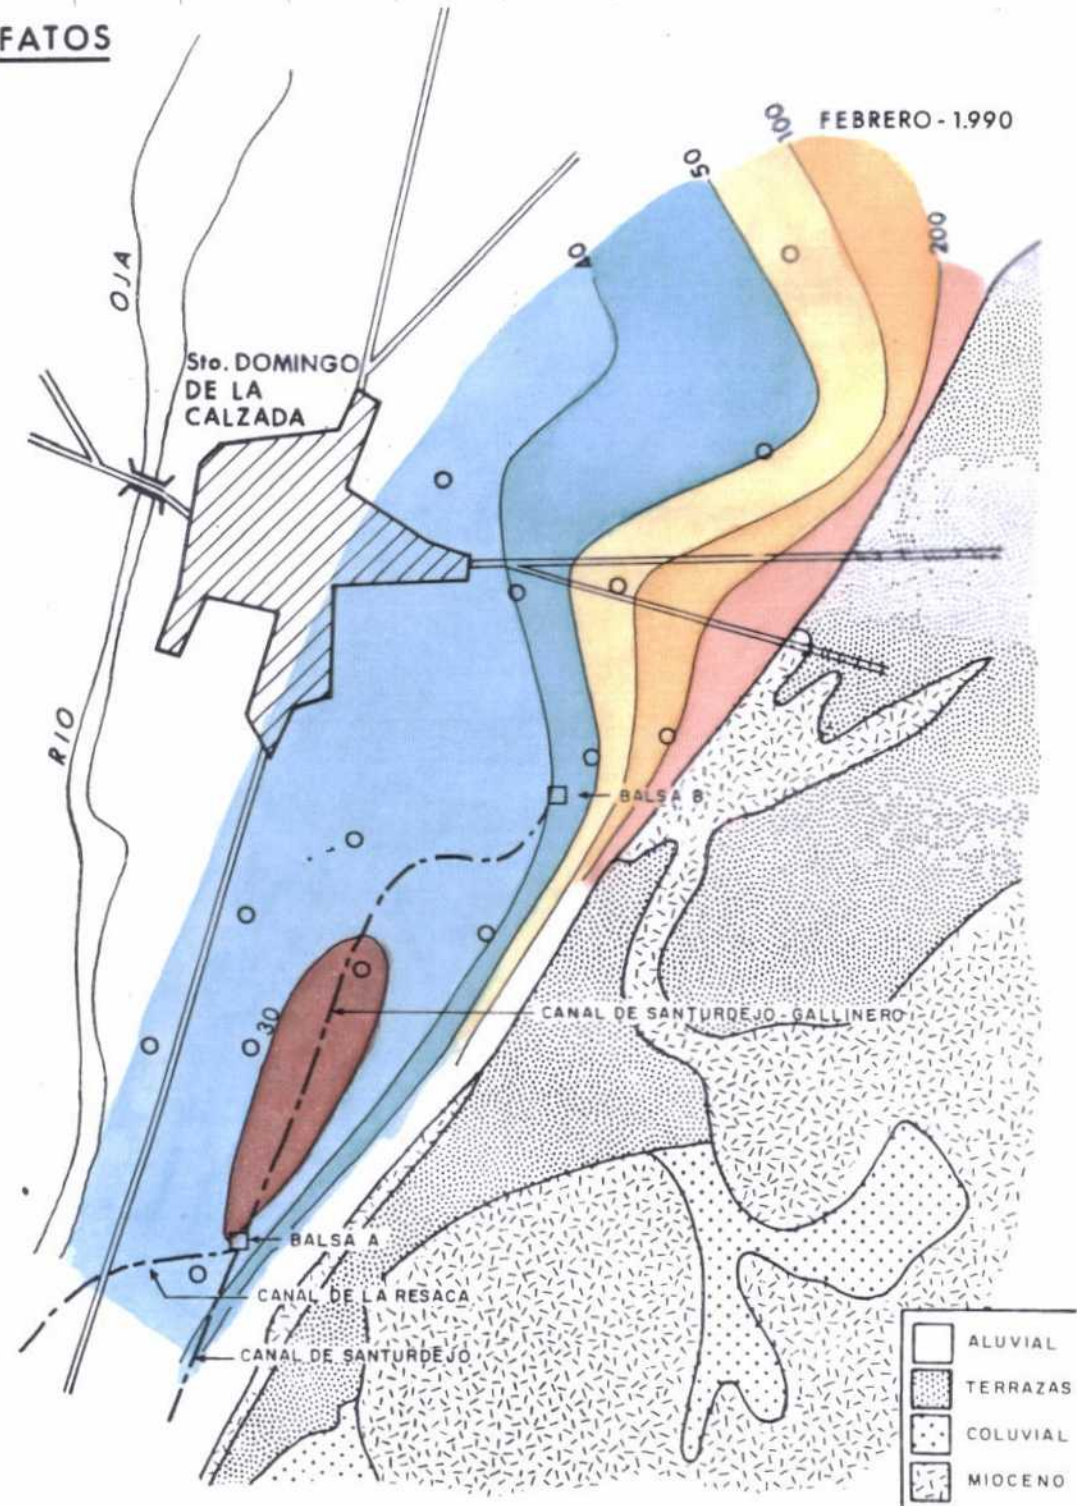 FATOS
FEBRERO - 1.990
100
50
200
40
OJA
Sto. DOMINGO
DE LA
CALZADA
RIO
BALSA B
30
CANAL DE SANTURDEJO-GALLINERO
BALSA A
CANAL DE LA RESACA
CANAL DE SANTURDEJO
ALUVIAL
TERRAZAS
COLUVIAL
MIOCENO